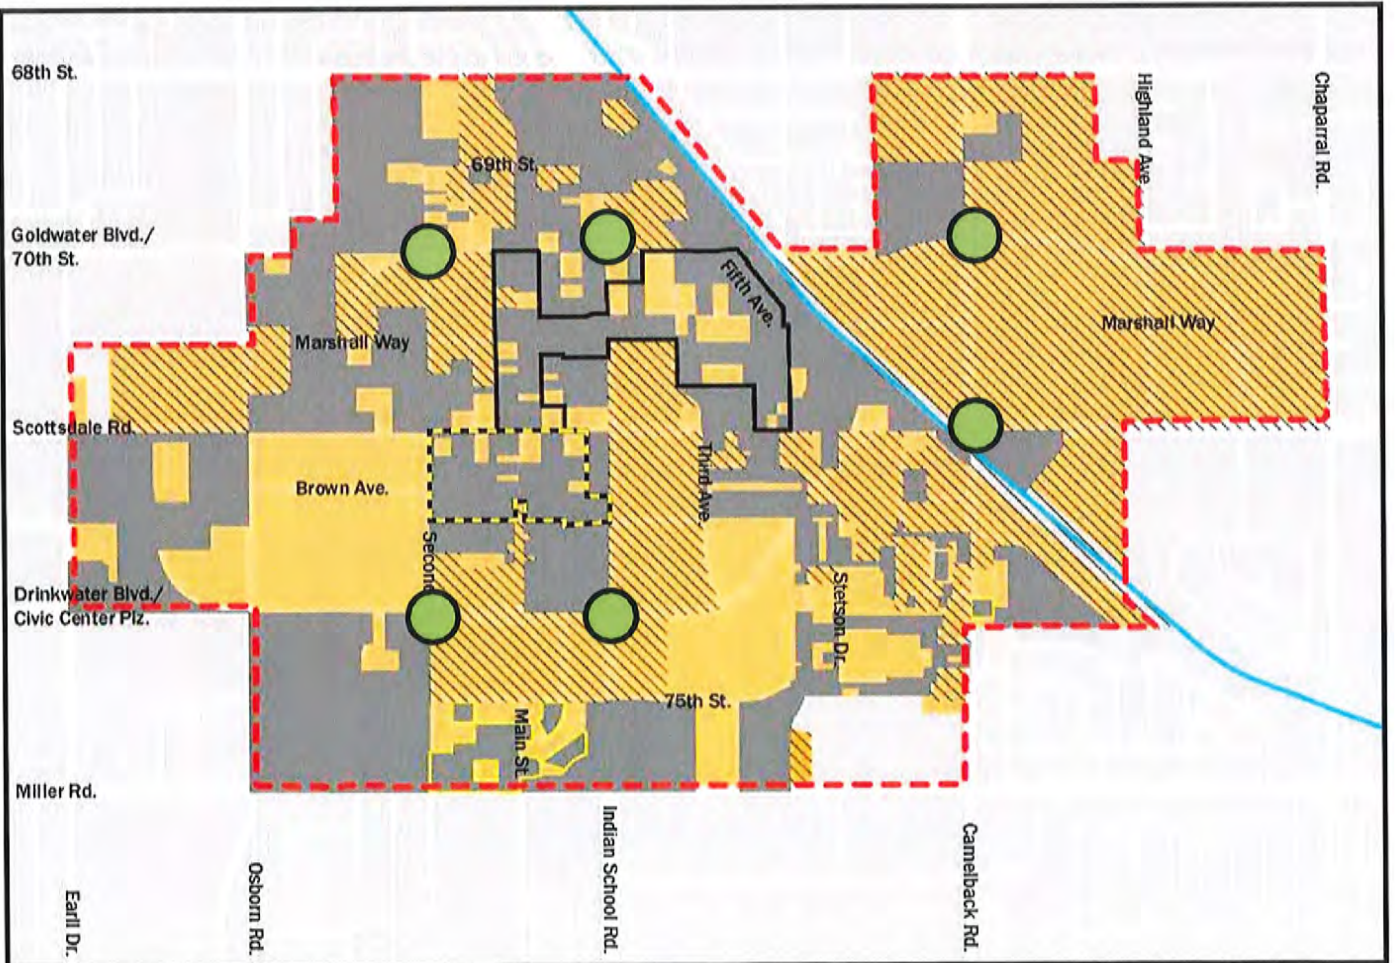 68th St.
Highland Ave
Chaparral Rd.
69th St.
Goldwater Blvd./
70th St.
Fifth Ave.
Marshall Way
Marshall Way
Scottsdale Rd.
Third Ave.
Brown Ave.
Second
Drinkwater Blvd./
Civic Center Plz.
Stetson Dr.
75th St.
Main St.
Miller Rd.
Indian School Rd.
Camelback Rd.
Osborn Rd.
Earll Dr.